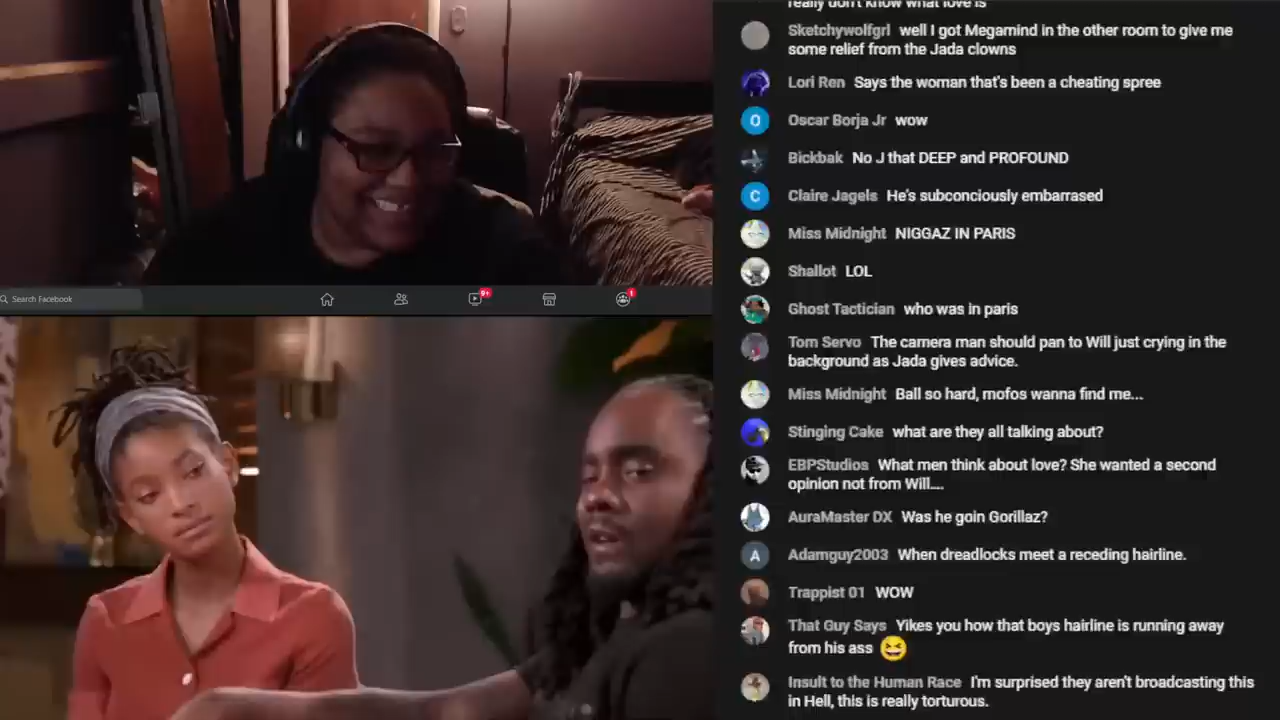 Search Facebook
9+
1
really don't know what love is
Sketchywolfgrl well I got Megamind in the other room to give me
some relief from the Jada clowns
Lori Ren Says the woman that's been a cheating spree
O
Oscar Borja Jr wow
Bickbak No J that DEEP and PROFOUND
C
Claire Jagels He's subconciously embarrased
Miss Midnight NIGGAZ IN PARIS
Shallot LOL
Ghost Tactician who was in paris
Tom Servo The camera man should pan to Will just crying in the
background as Jada gives advice.
Miss Midnight Ball so hard, mofos wanna find me...
Stinging Cake what are they all talking about?
EBPStudios What men think about love? She wanted a second
opinion not from Will....
AuraMaster DX Was he goin Gorillaz?
A
Adamguy2003 When dreadlocks meet a receding hairline.
Trappist 01 WOW
That Guy Says Yikes you how that boys hairline is running away
from his ass 😆
Insult to the Human Race I'm surprised they aren't broadcasting this
in Hell, this is really torturous.